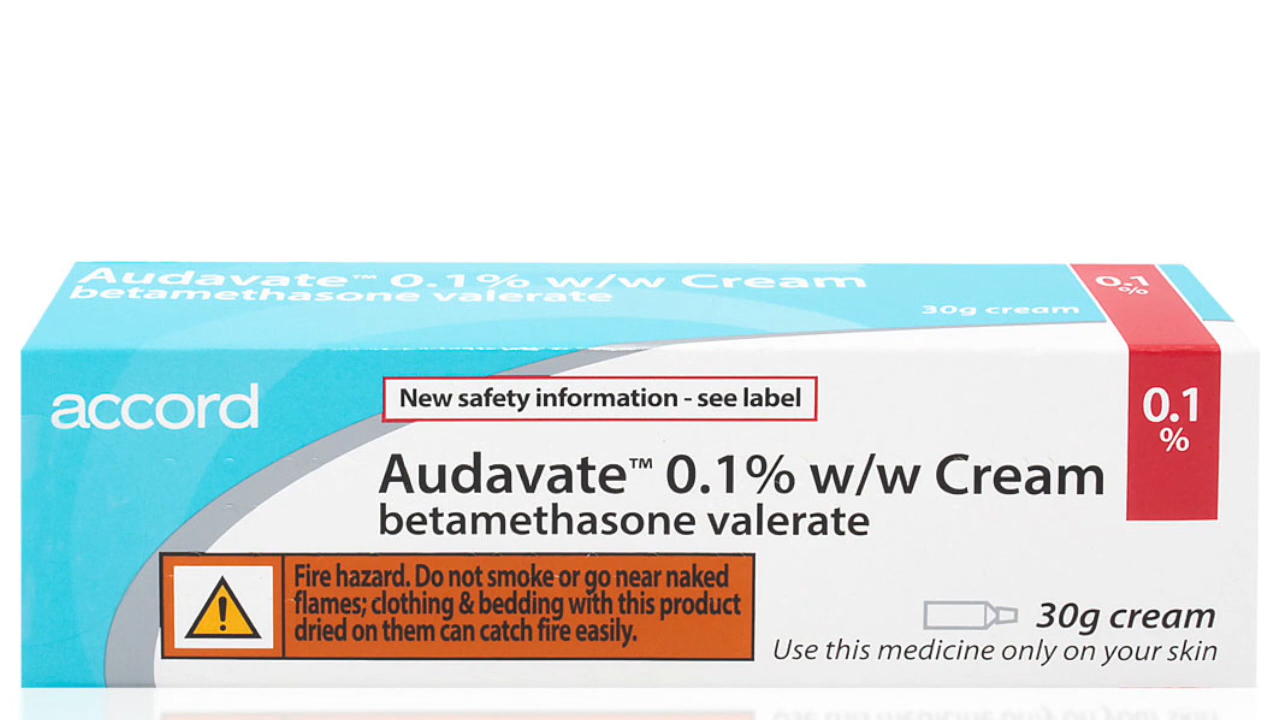 Audavate™ 0.1% w/w Cream
betamethasone valerate
30g cream
0.1
%
accord
New safety information - see label
0.1
%
Audavate™ 0.1% w/w Cream
betamethasone valerate
Fire hazard. Do not smoke or go near naked
flames; clothing & bedding with this product
dried on them can catch fire easily.
30g cream
Use this medicine only on your skin